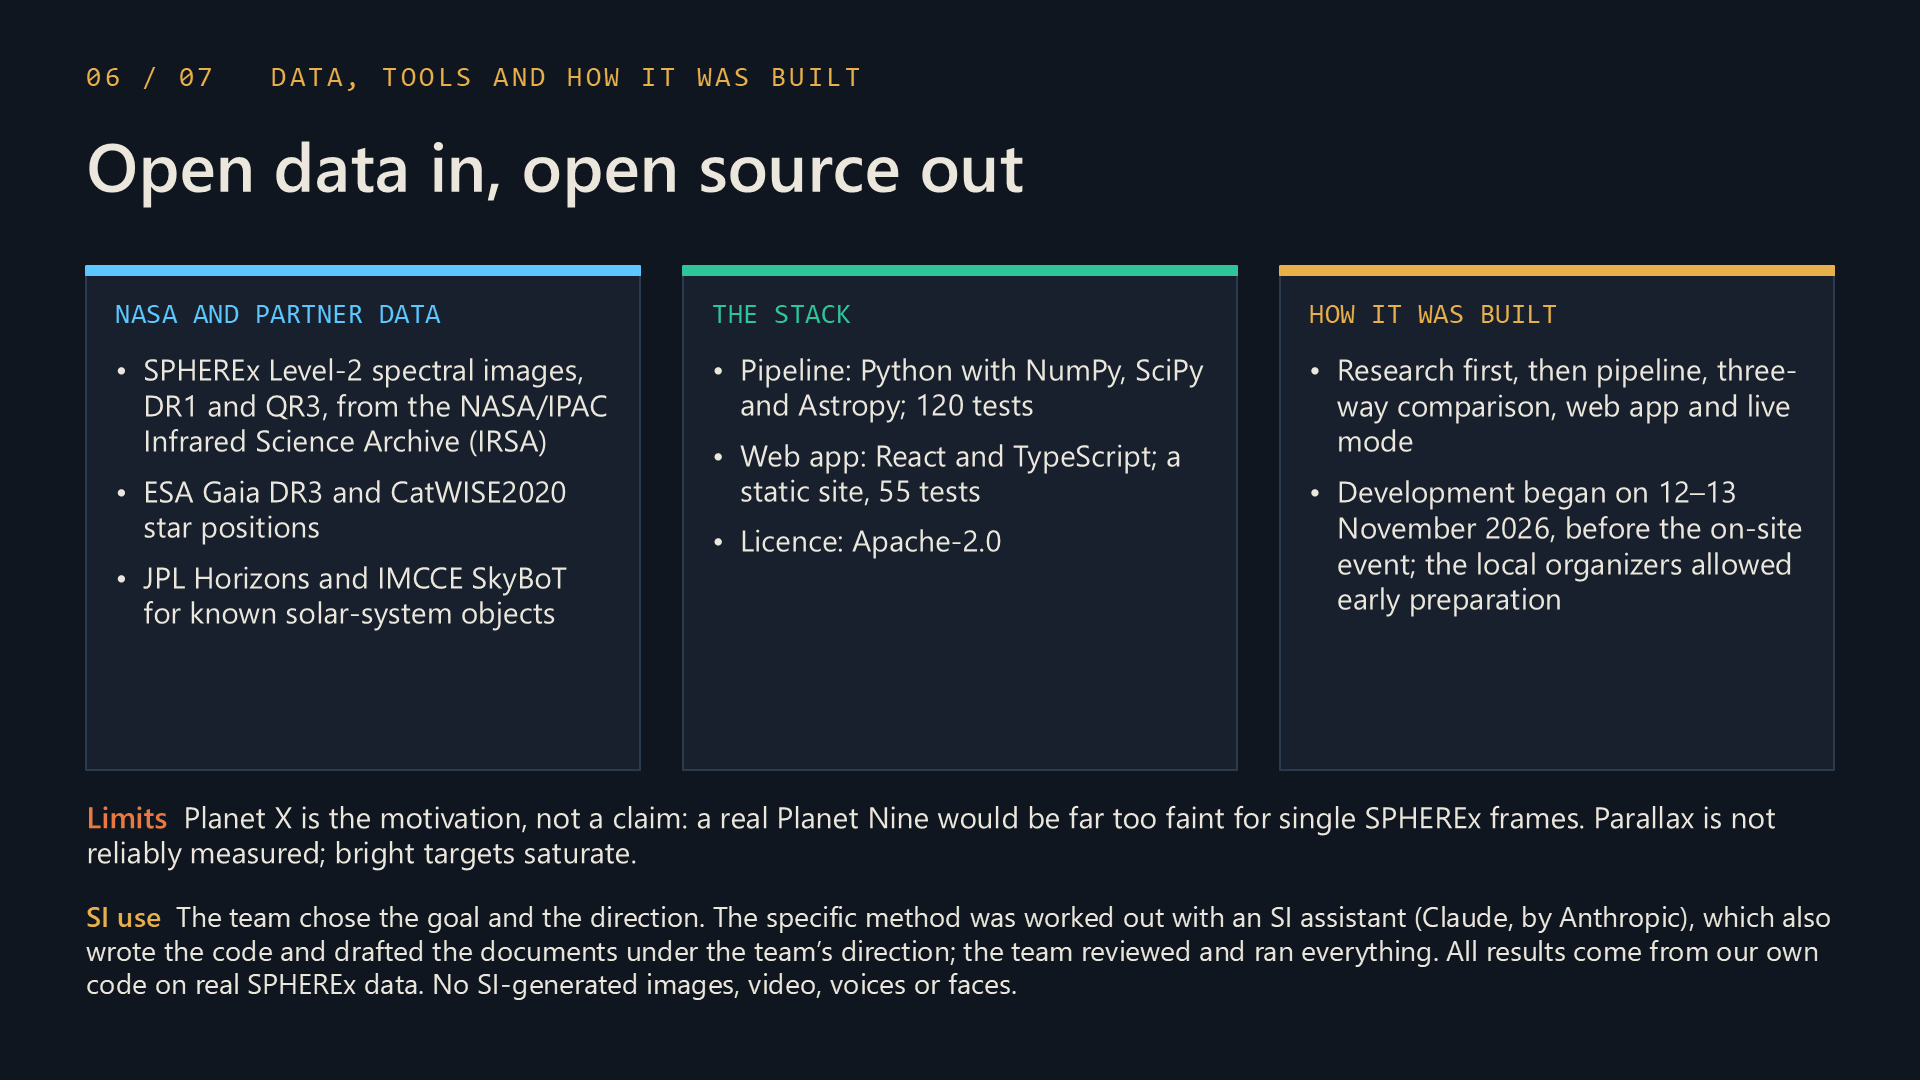 06 / 07 DATA, TOOLS AND HOW IT WAS BUILT
Open data in, open source out
NASA AND PARTNER DATA
• SPHEREx Level-2 spectral images,
DR1 and QR3, from the NASA/IPAC
Infrared Science Archive (IRSA)
• ESA Gaia DR3 and CatWISE2020
star positions
• JPL Horizons and IMCCE SkyBoT
for known solar-system objects
THE STACK
• Pipeline: Python with NumPy, SciPy
and Astropy; 120 tests
• Web app: React and TypeScript; a
static site, 55 tests
• Licence: Apache-2.0
HOW IT WAS BUILT
• Research first, then pipeline, three-
way comparison, web app and live
mode
• Development began on 12–13
November 2026, before the on-site
event; the local organizers allowed
early preparation
Limits Planet X is the motivation, not a claim: a real Planet Nine would be far too faint for single SPHEREx frames. Parallax is not
reliably measured; bright targets saturate.
SI use The team chose the goal and the direction. The specific method was worked out with an SI assistant (Claude, by Anthropic), which also
wrote the code and drafted the documents under the team’s direction; the team reviewed and ran everything. All results come from our own
code on real SPHEREx data. No SI-generated images, video, voices or faces.